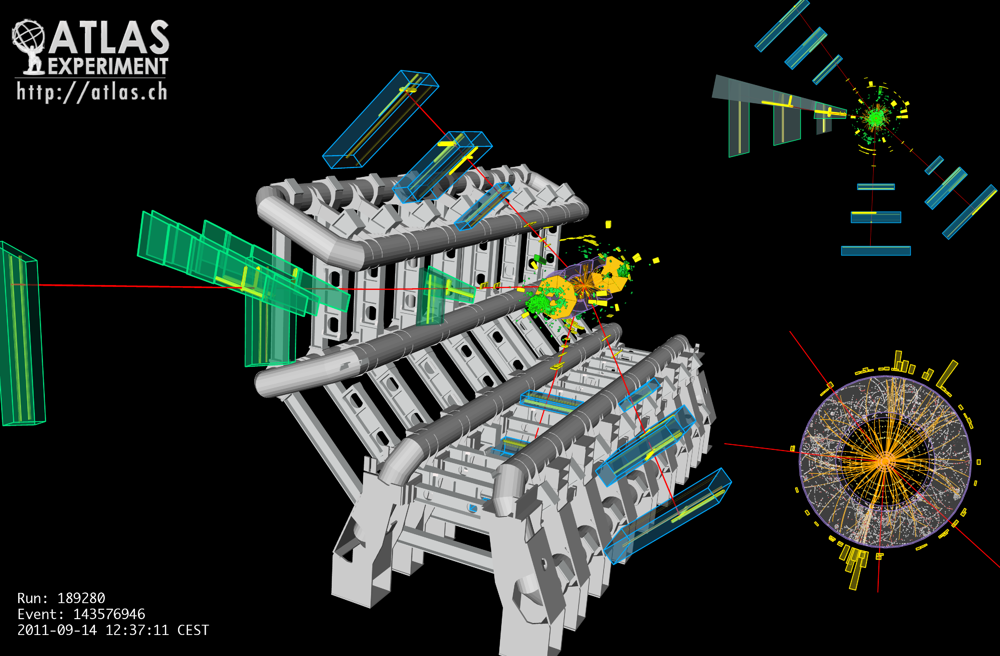 ATLAS
EXPERIMENT
http://atlas.ch
Run: 189280
Event: 143576946
2011-09-14 12:37:11 CEST